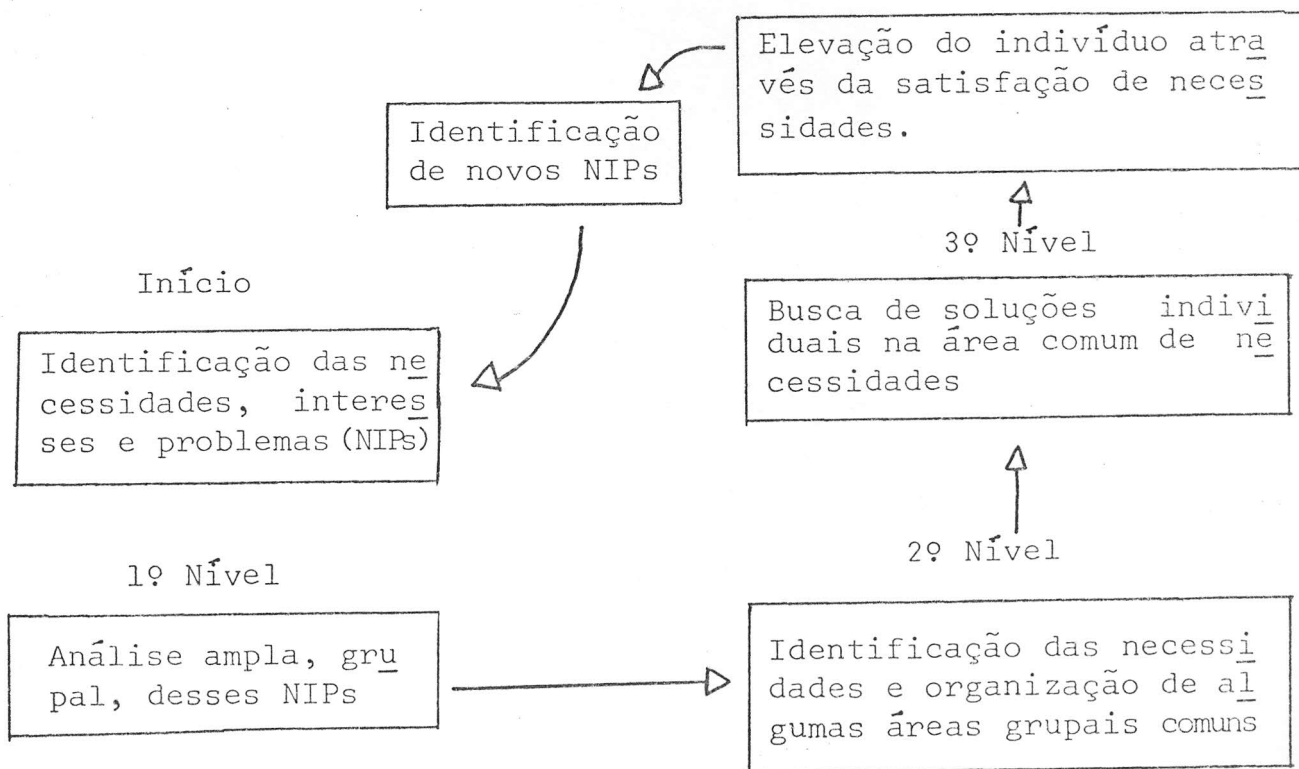 Elevação do indivíduo atra
vés da satisfação de neces
sidades.
Identificação
de novos NIPs
3º Nível
Início
Busca de soluções indivi
duais na área comum de ne
cessidades
Identificação das ne
cessidades, interes
ses e problemas (NIPs)
2º Nível
1º Nível
Análise ampla, gru
pal, desses NIPs
Identificação das necessi
dades e organização de al
gumas áreas grupais comuns